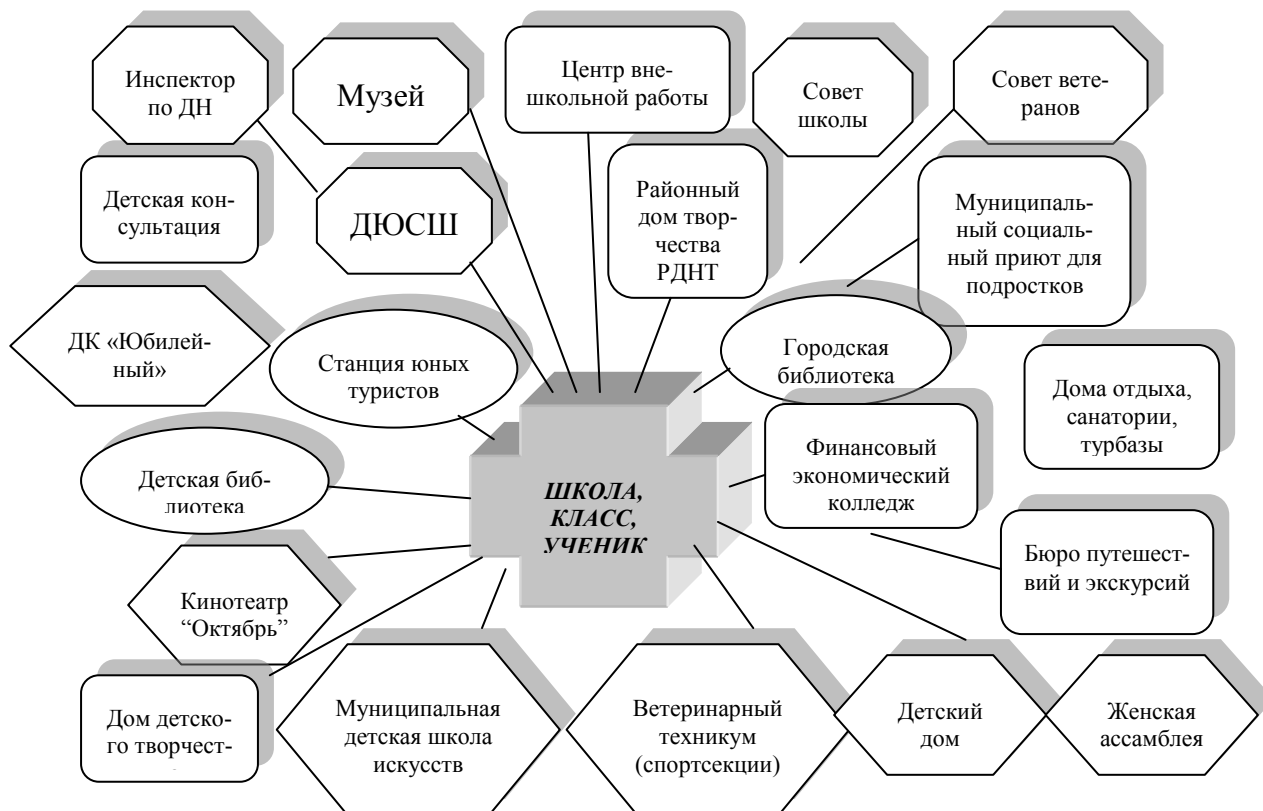 Инспектор
по ДН
Музей
Центр вне-
школьной работы
Совет
школы
Совет вете-
ранов
Детская кон-
сультация
ДЮСШ
Районный
дом твор-
чества
РДНТ
Муниципаль-
ный социаль-
ный приют для
подростков
ДК «Юбилей-
ный»
Станция юных
туристов
Городская
библиотека
Дома отдыха,
санатории,
турбазы
Детская биб-
лиотека
ШКОЛА,
КЛАСС,
УЧЕНИК
Финансовый
экономический
колледж
Бюро путешест-
вий и экскурсий
Кинотеатр
“Октябрь”
Дом детско-
го творчест-
Муниципальная
детская школа
искусств
Ветеринарный
техникум
(спортсекции)
Детский
дом
Женская
ассамблея